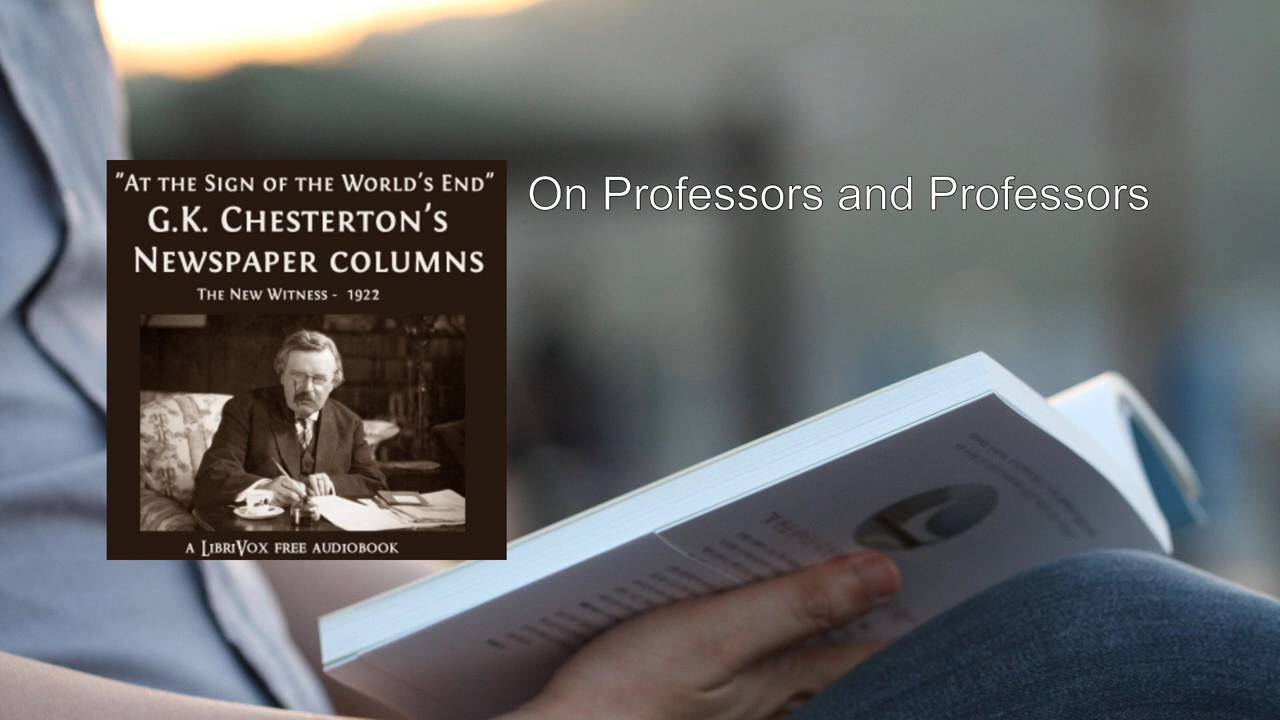 "At the Sign of the World's End"
G.K. Chesterton's
Newspaper columns
The New Witness - 1922
a LibriVox free audiobook
On Professors and Professors